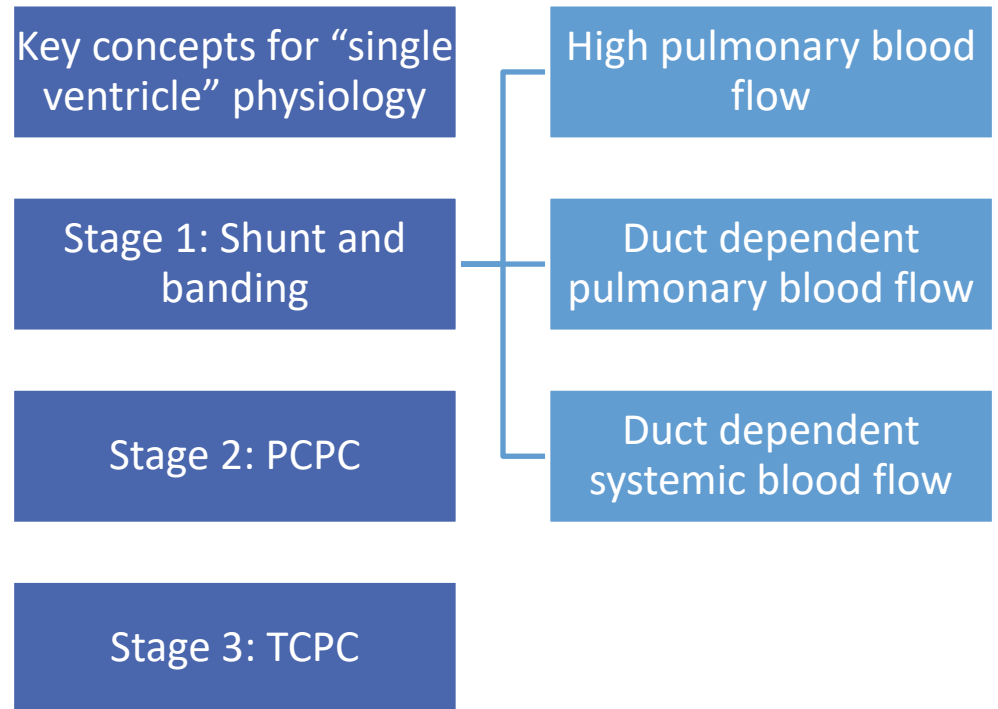 Key concepts for “single
ventricle” physiology
Stage 1: Shunt and
banding
Stage 2: PCPC
Stage 3: TCPC
High pulmonary blood
flow
Duct dependent
pulmonary blood flow
Duct dependent
systemic blood flow